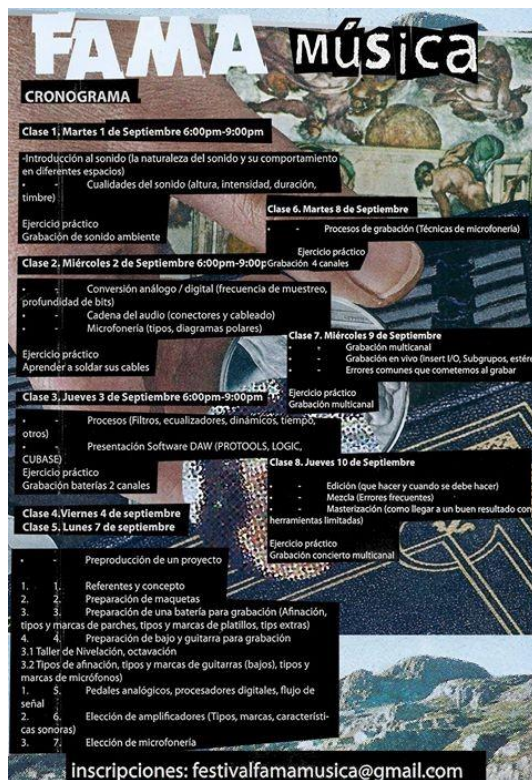 FAMA Música
CRONOGRAMA
Clase 1. Martes 1 de Septiembre 6:00pm-9:00pm
-Introducción al sonido (la naturaleza del sonido y su comportamiento
en diferentes espacios)
- - Cualidades del sonido (altura, intensidad, duración,
timbre)
Ejercicio práctico
Grabación de sonido ambiente
Clase 2. Miércoles 2 de Septiembre 6:00pm-9:00p
- - Conversión análogo / digital (frecuencia de muestreo,
profundidad de bits)
- - Cadena del audio (conectores y cableado)
- - Microfonería (tipos, diagramas polares)
Ejercicio práctico
Aprender a soldar sus cables
Clase 3. Jueves 3 de Septiembre 6:00pm-9:00pm
- - Procesos (Filtros, ecualizadores, dinámicos, tiempo,
otros)
- - Presentación Software DAW (PROTOOLS, LOGIC,
CUBASE)
Ejercicio práctico
Grabación baterías 2 canales
Clase 4.Viernes 4 de septiembre
Clase 5. Lunes 7 de septiembre
- - Preproducción de un proyecto
1. 1. Referentes y concepto
2. 2. Preparación de maquetas
3. 3. Preparación de una batería para grabación (Afinación,
tipos y marcas de parches, tipos y marcas de platillos, tips extras)
4. 4. Preparación de bajo y guitarra para grabación
3.1 Taller de Nivelación, octavación
3.2 Tipos de afinación, tipos y marcas de guitarras (bajos), tipos y
marcas de micrófonos)
1. 5. Pedales analógicos, procesadores digitales, flujo de
señal
2. 6. Elección de amplificadores (Tipos, marcas, característi-
cas sonoras)
3. 7. Elección de microfonería
Clase 6. Martes 8 de Septiembre
- - Procesos de grabación (Técnicas de microfonería)
Ejercicio práctico
Grabación 4 canales
Clase 7. Miércoles 9 de Septiembre
- - Grabación multicanal
- - Grabación en vivo (insert I/O, Subgrupos, estére
- - Errores comunes que cometemos al grabar
Ejercicio práctico
Grabación multicanal
Clase 8. Jueves 10 de Septiembre
- - Edición (que hacer y cuando se debe hacer)
- - Mezcla (Errores frecuentes)
- - Masterización (como llegar a un buen resultado con
herramientas limitadas)
Ejercicio práctico
Grabación concierto multicanal
inscripciones: festivalfamamusica@gmail.com